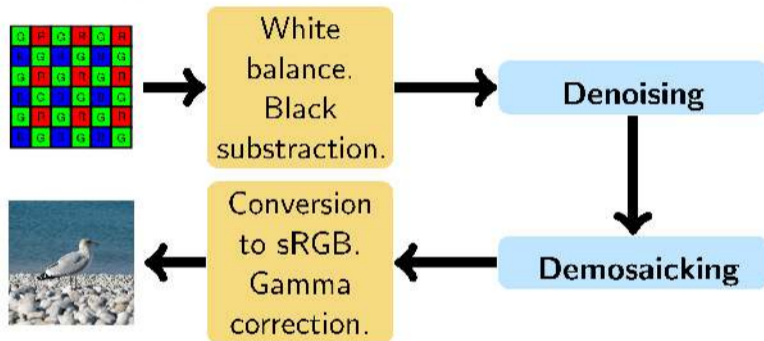 G R G R G R
G G G
G R G R G R
G G G
G R G R G R
G G G
White
balance.
Black
substraction.
Denoising
Conversion
to sRGB.
Gamma
correction.
Demosaicking